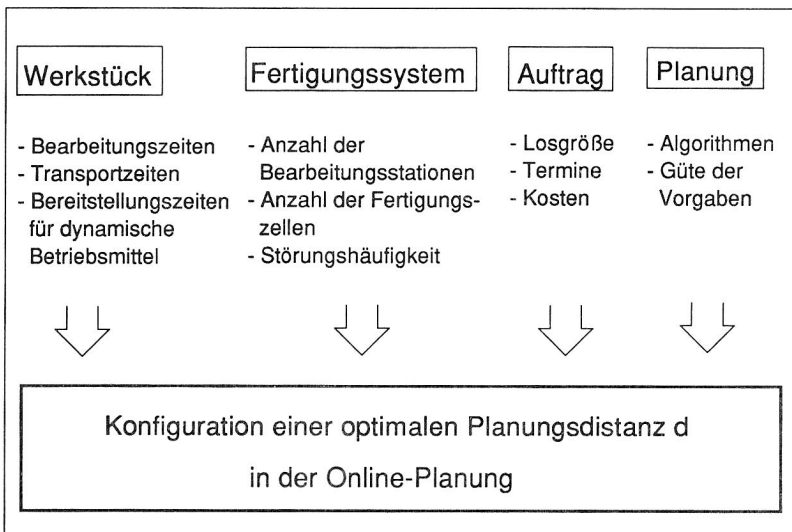 Werkstück
- Bearbeitungszeiten
- Transportzeiten
- Bereitstellungszeiten
für dynamische
Betriebsmittel
Fertigungssystem
- Anzahl der
Bearbeitungsstationen
- Anzahl der Fertigungs-
zellen
- Störungshäufigkeit
Auftrag
- Losgröße
- Termine
- Kosten
Planung
- Algorithmen
- Güte der
Vorgaben
Konfiguration einer optimalen Planungsdistanz d
in der Online-Planung